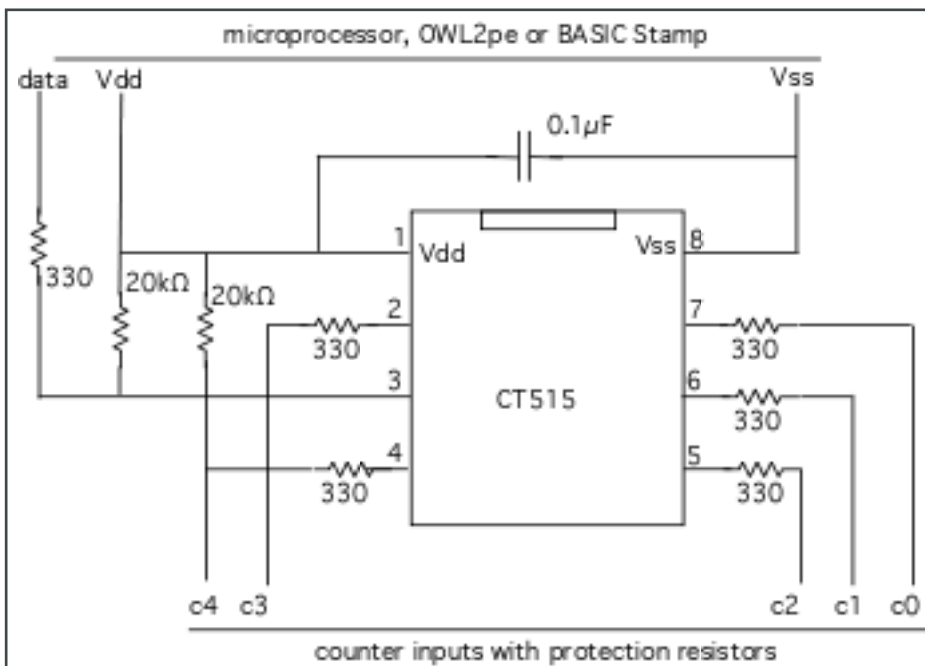 microprocessor, OWL2pe or BASIC Stamp
data Vdd Vss
0.1µF
1 Vdd Vss 8
330 20kΩ 20kΩ
2 7
330 330
3 6
CT515
330
4 5
330 330
c4 c3 c2 c1 c0
counter inputs with protection resistors